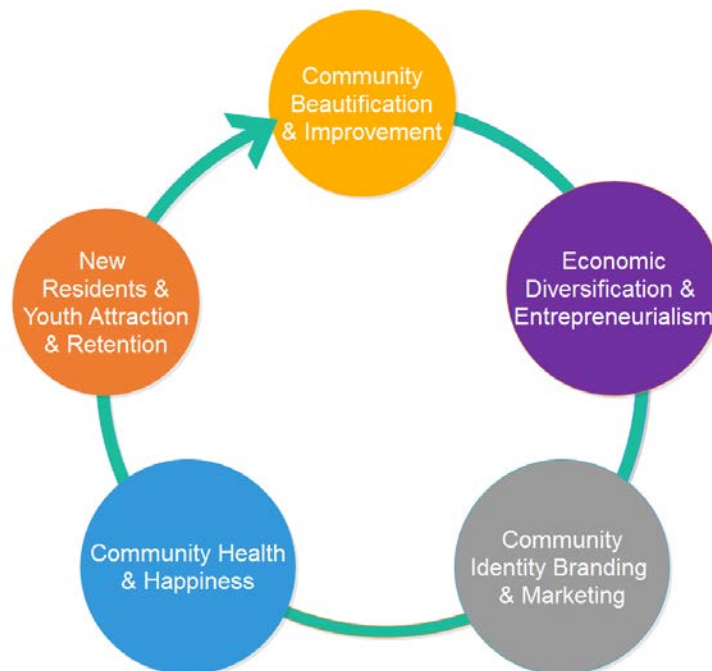 Community
Beautification
& Improvement
Economic
Diversification &
Entrepreneurialism
Community
Identity Branding
& Marketing
Community Health
& Happiness
New
Residents &
Youth Attraction
& Retention